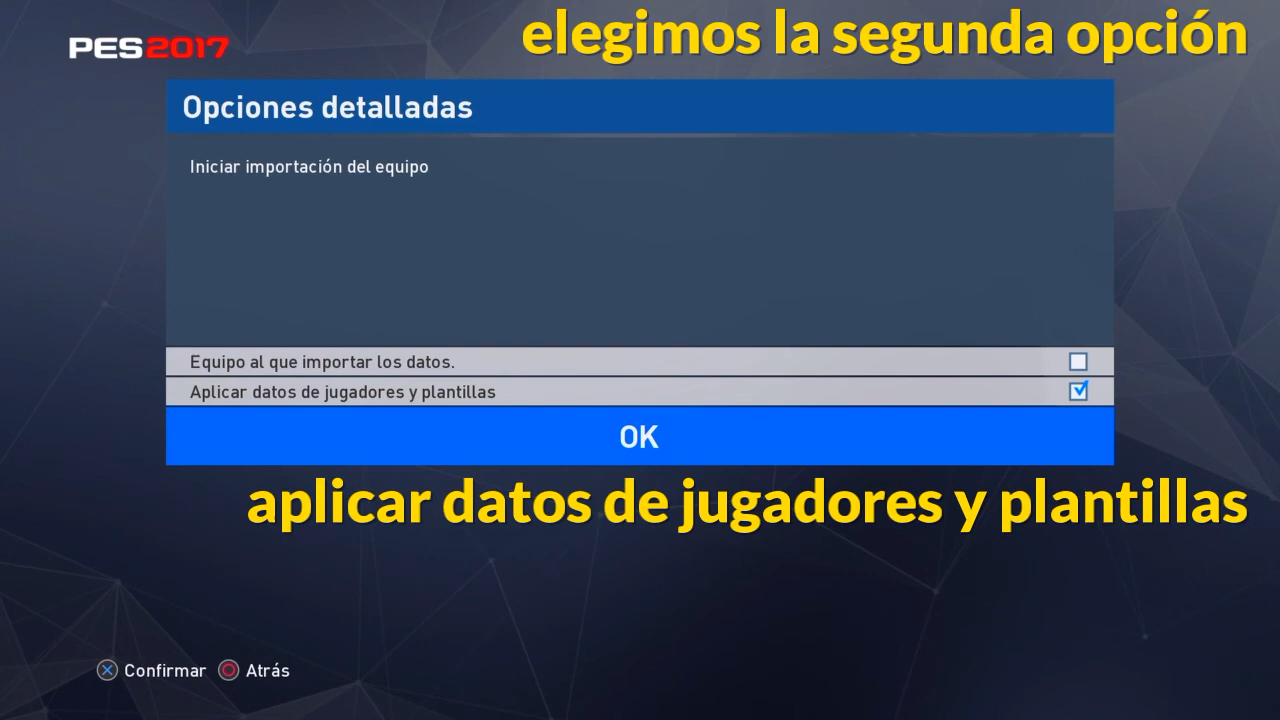 elegimos la segunda opción
PES2017
Opciones detalladas
Iniciar importación del equipo
Equipo al que importar los datos.
Aplicar datos de jugadores y plantillas
OK
aplicar datos de jugadores y plantillas
Confirmar Atrás